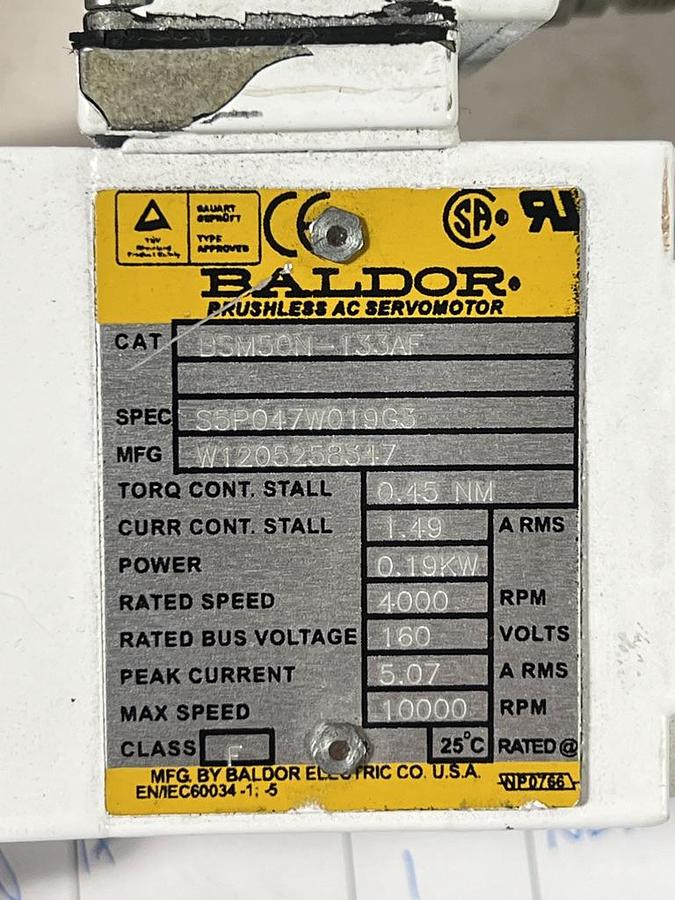 BAUART
GEPRÜFT
TÜV
TYPE
APPROVED
CE
SA
BALDOR
BRUSHLESS AC SERVOMOTOR
CAT BSM50N-133AF
SPEC S5P047W019G3
MFG W1205258347
TORQ CONT. STALL 0.45 NM
CURR CONT. STALL 1.49 A RMS
POWER 0.19KW
RATED SPEED 4000 RPM
RATED BUS VOLTAGE 160 VOLTS
PEAK CURRENT 5.07 A RMS
MAX SPEED 10000 RPM
CLASS F 25°C RATED@
MFG. BY BALDOR ELECTRIC CO. U.S.A.
EN/IEC60034-1; -5 NP0766